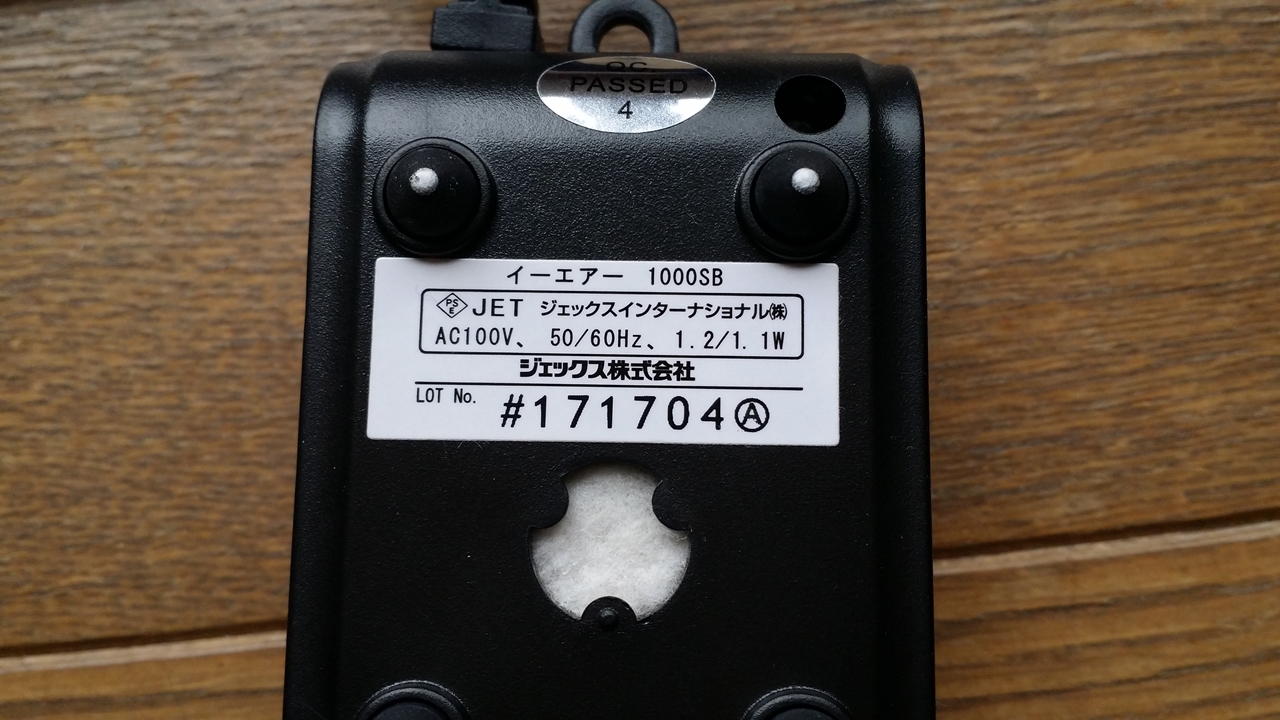 QC.
PASSED
4
イーエアー 1000SB
PSE JET ジェックスインターナショナル㈱
AC100V、 50/60Hz、 1.2/1.1W
ジェックス株式会社
LOT No. #171704Ⓐ